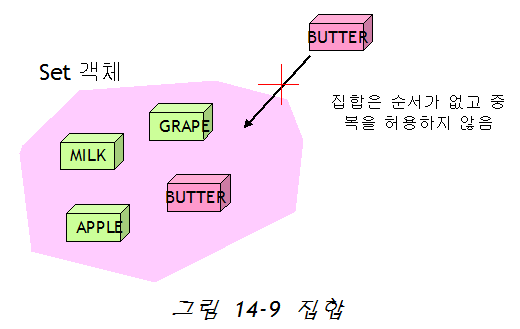 BUTTER
Set 객체
집합은 순서가 없고 중
복을 허용하지 않음
GRAPE
MILK
BUTTER
APPLE
그림 14-9 집합